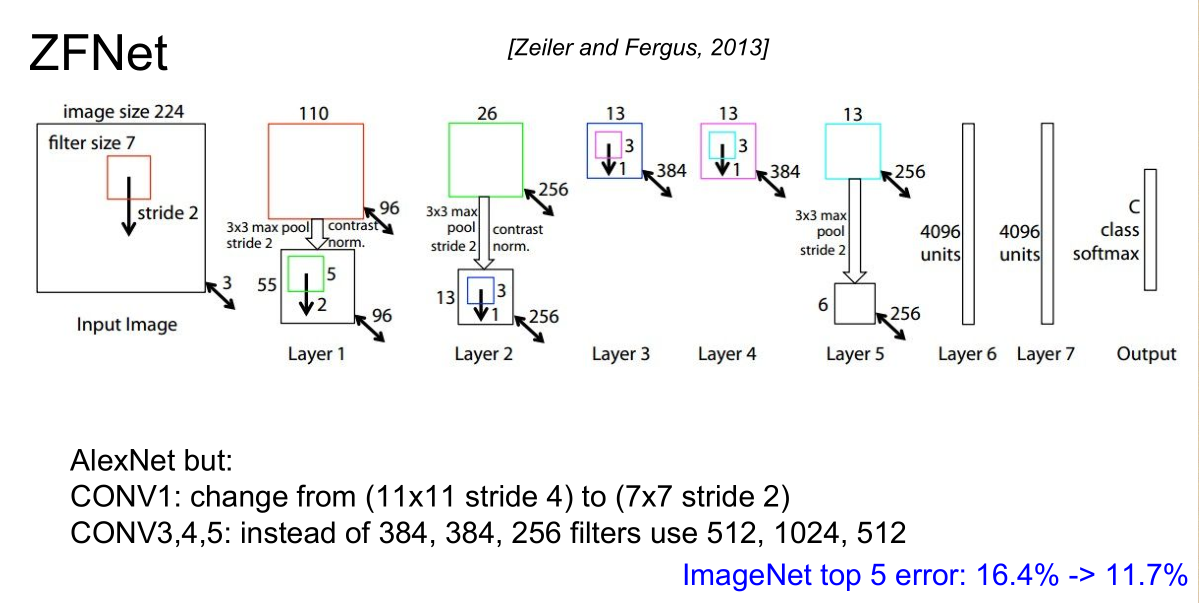 ZFNet
[Zeiler and Fergus, 2013]
image size 224
filter size 7
stride 2
3
Input Image
110
96
3x3 max pool
stride 2
contrast
norm.
55
5
2
96
Layer 1
26
256
3x3 max
pool
stride 2
contrast
norm.
13
3
1
256
Layer 2
13
3
1
384
Layer 3
13
3
1
384
Layer 4
13
256
3x3 max
pool
stride 2
6
256
Layer 5
4096
units
Layer 6
4096
units
Layer 7
C
class
softmax
Output
AlexNet but:
CONV1: change from (11x11 stride 4) to (7x7 stride 2)
CONV3,4,5: instead of 384, 384, 256 filters use 512, 1024, 512
ImageNet top 5 error: 16.4% -> 11.7%